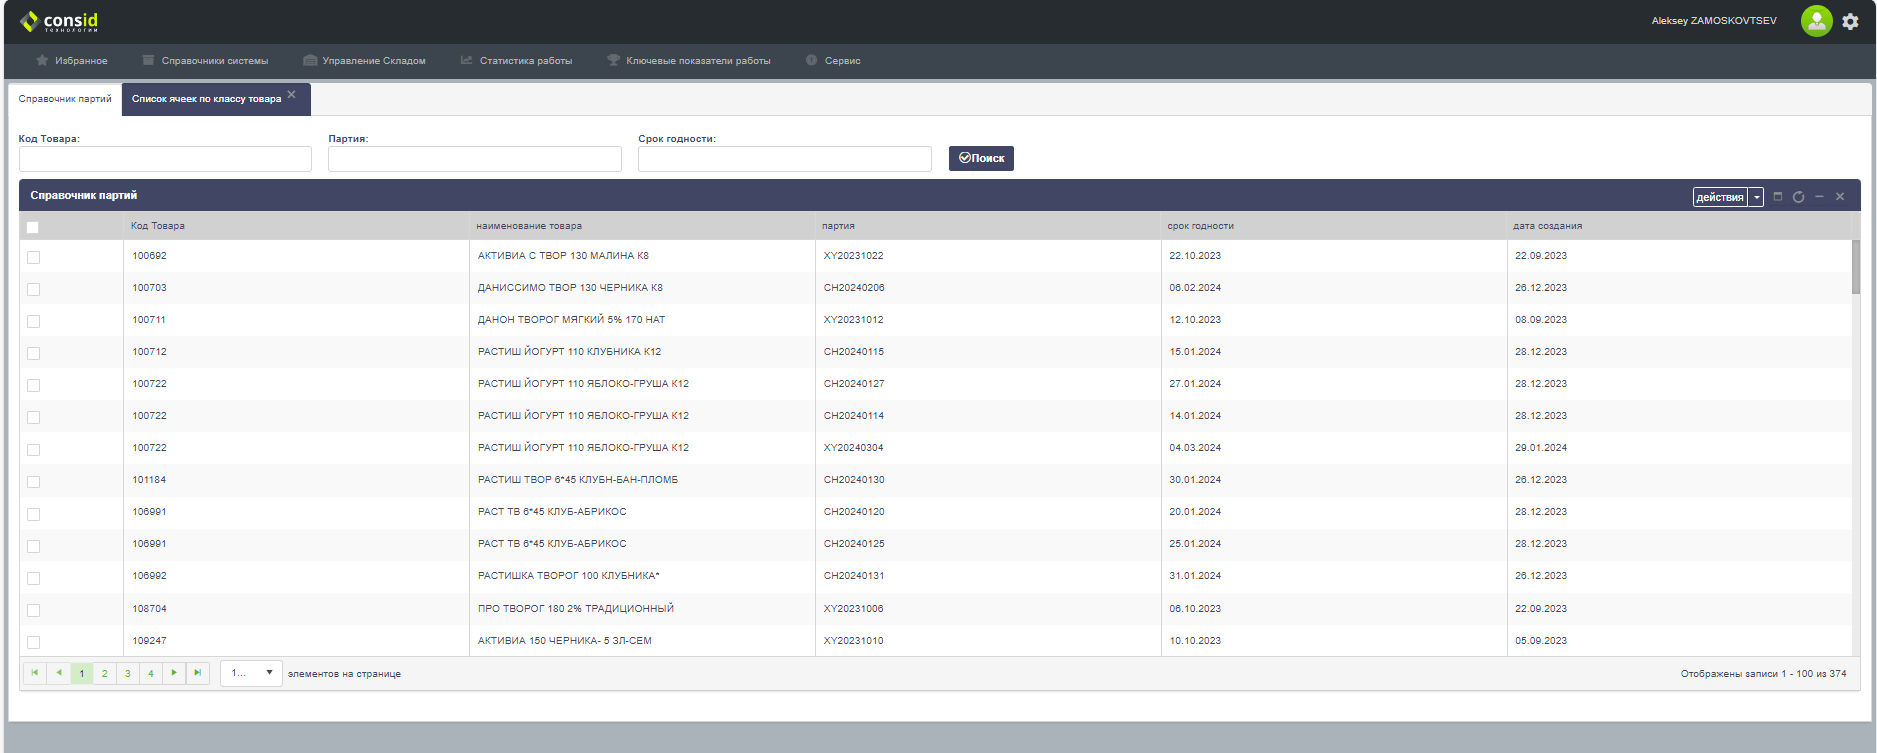 consid
ТЕХНОЛОГИИ
Aleksey ZAMOSKOVTSEV
Избранное Справочники системы Управление Складом Статистика работы Ключевые показатели работы Сервис
Справочник партий Список ячеек по классу товара
Код Товара: Партия: Срок годности:
Поиск
Справочник партий
действия
Код Товара наименование товара партия срок годности дата создания
100692 АКТИВИА С ТВОР 130 МАЛИНА К8 XY20231022 22.10.2023 22.09.2023
100703 ДАНИССИМО ТВОР 130 ЧЕРНИКА К8 CH20240206 06.02.2024 26.12.2023
100711 ДАНОН ТВОРОГ МЯГКИЙ 5% 170 НАТ XY20231012 12.10.2023 08.09.2023
100712 РАСТИШ ЙОГУРТ 110 КЛУБНИКА К12 CH20240115 15.01.2024 28.12.2023
100722 РАСТИШ ЙОГУРТ 110 ЯБЛОКО-ГРУША К12 CH20240127 27.01.2024 28.12.2023
100722 РАСТИШ ЙОГУРТ 110 ЯБЛОКО-ГРУША К12 CH20240114 14.01.2024 28.12.2023
100722 РАСТИШ ЙОГУРТ 110 ЯБЛОКО-ГРУША К12 XY20240304 04.03.2024 29.01.2024
101184 РАСТИШ ТВОР 6*45 КЛУБН-БАН-ПЛОМБ CH20240130 30.01.2024 26.12.2023
106991 РАСТ ТВ 6*45 КЛУБ-АБРИКОС CH20240120 20.01.2024 28.12.2023
106991 РАСТ ТВ 6*45 КЛУБ-АБРИКОС CH20240125 25.01.2024 28.12.2023
106992 РАСТИШКА ТВОРОГ 100 КЛУБНИКА* CH20240131 31.01.2024 26.12.2023
108704 ПРО ТВОРОГ 180 2% ТРАДИЦИОННЫЙ XY20231006 06.10.2023 22.09.2023
109247 АКТИВИА 150 ЧЕРНИКА- 5 ЗЛ-СЕМ XY20231010 10.10.2023 05.09.2023
1 2 3 4 1... элементов на странице Отображены записи 1 - 100 из 374